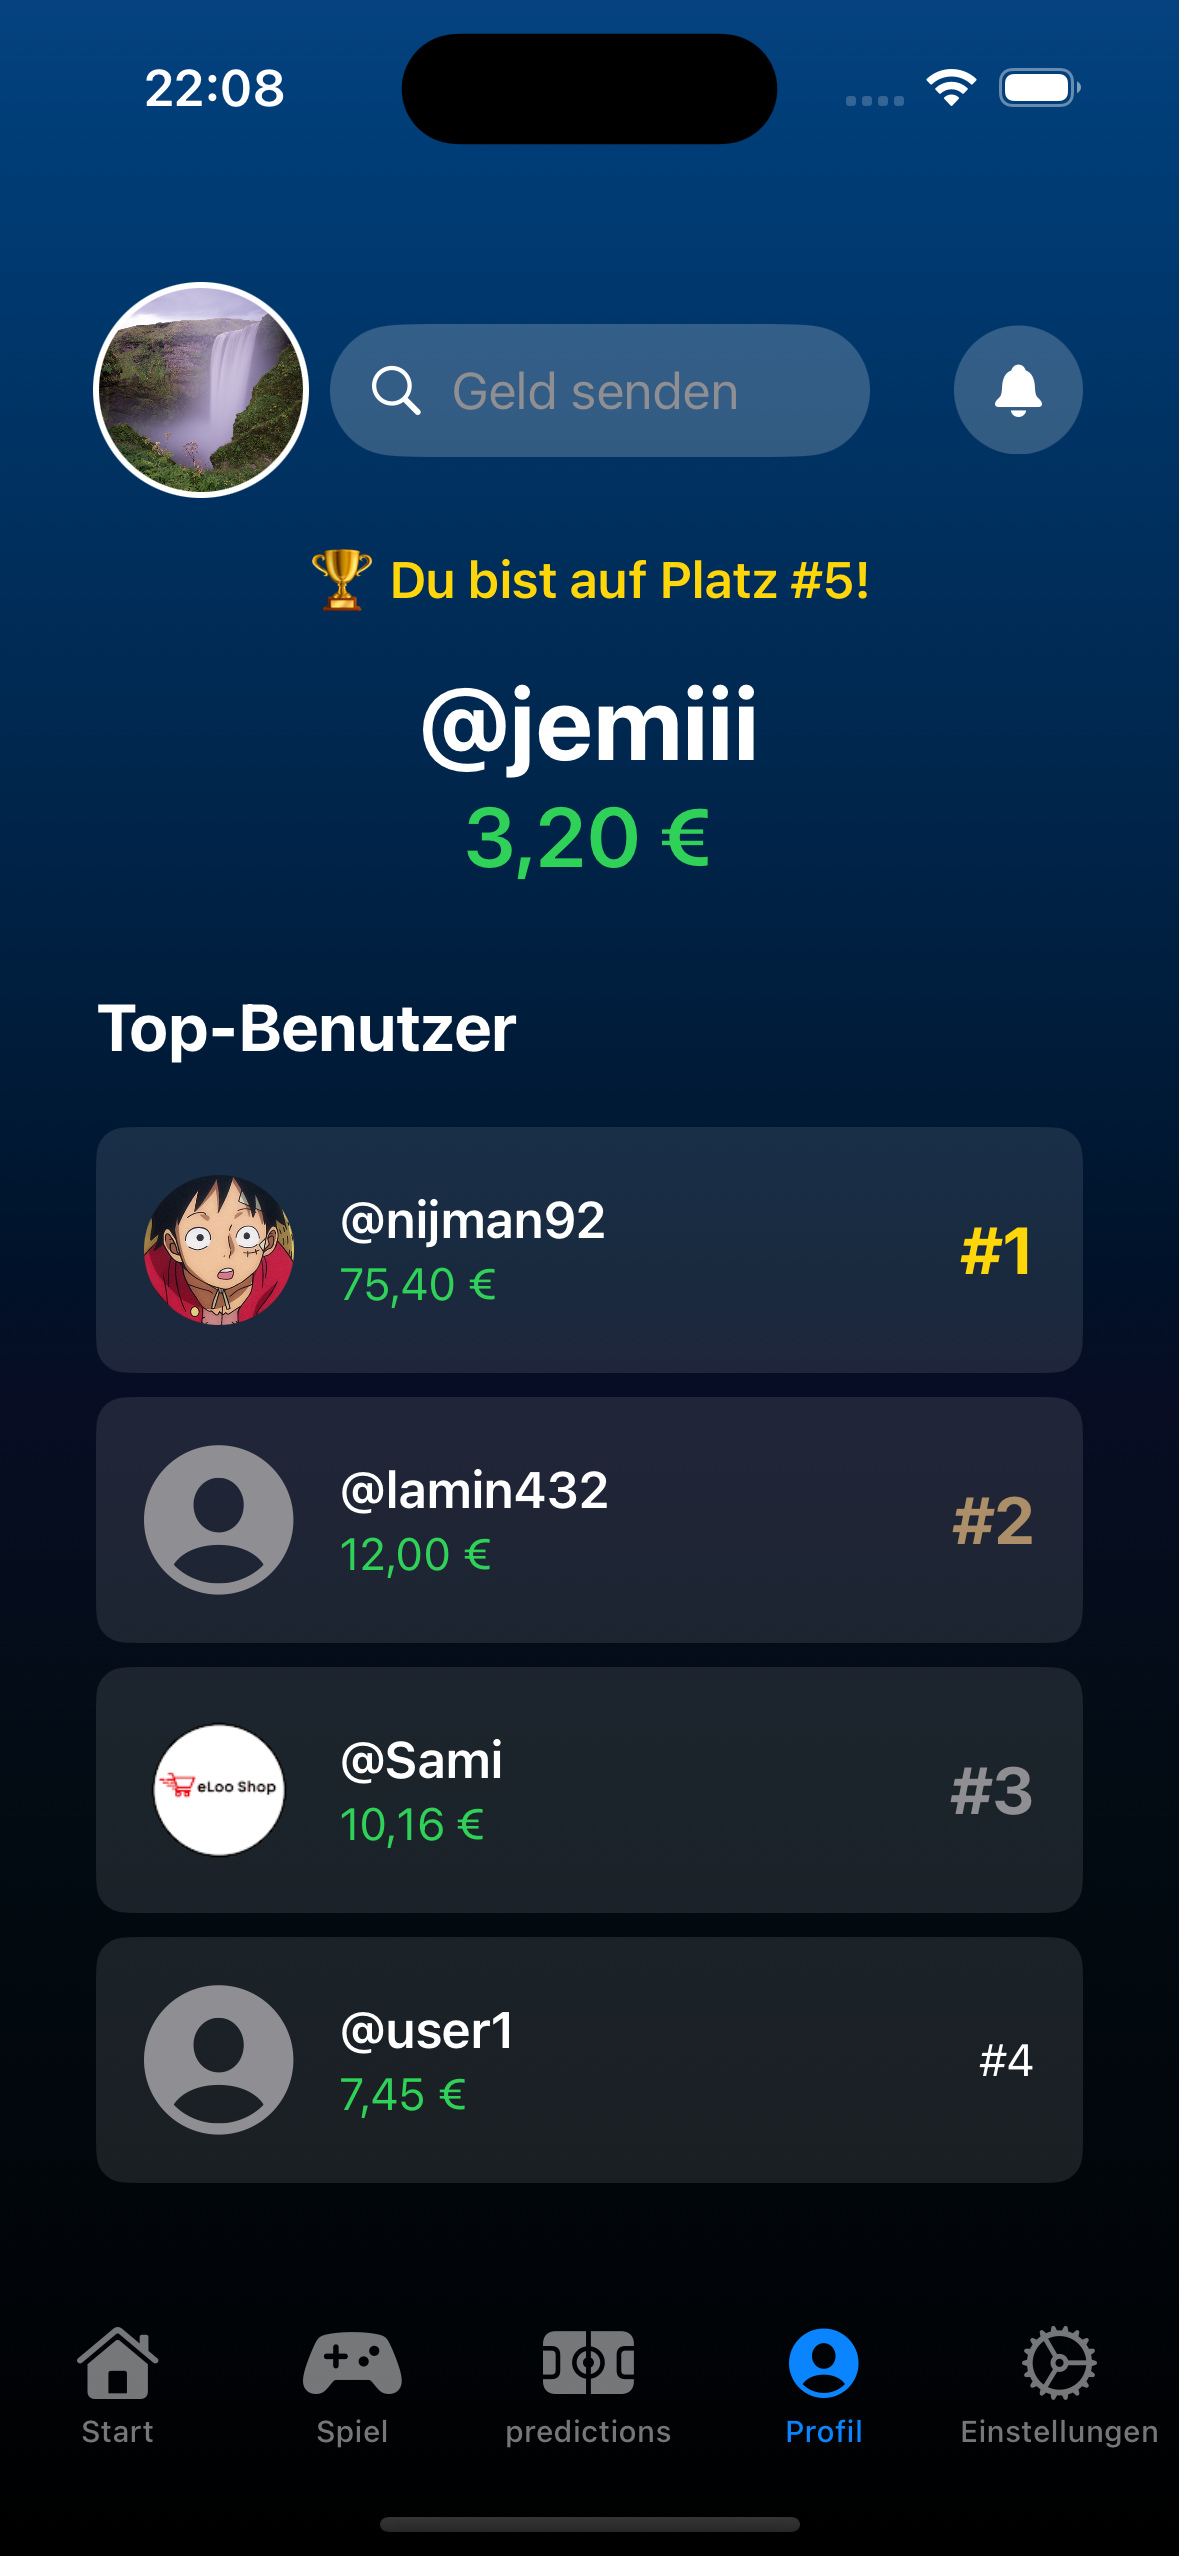 22:08
Geld senden
🏆 Du bist auf Platz #5!
@jemiii
3,20 €
Top-Benutzer
@nijman92
75,40 €
#1
@lamin432
12,00 €
#2
eLoo Shop
@Sami
10,16 €
#3
@user1
7,45 €
#4
Start
Spiel
predictions
Profil
Einstellungen